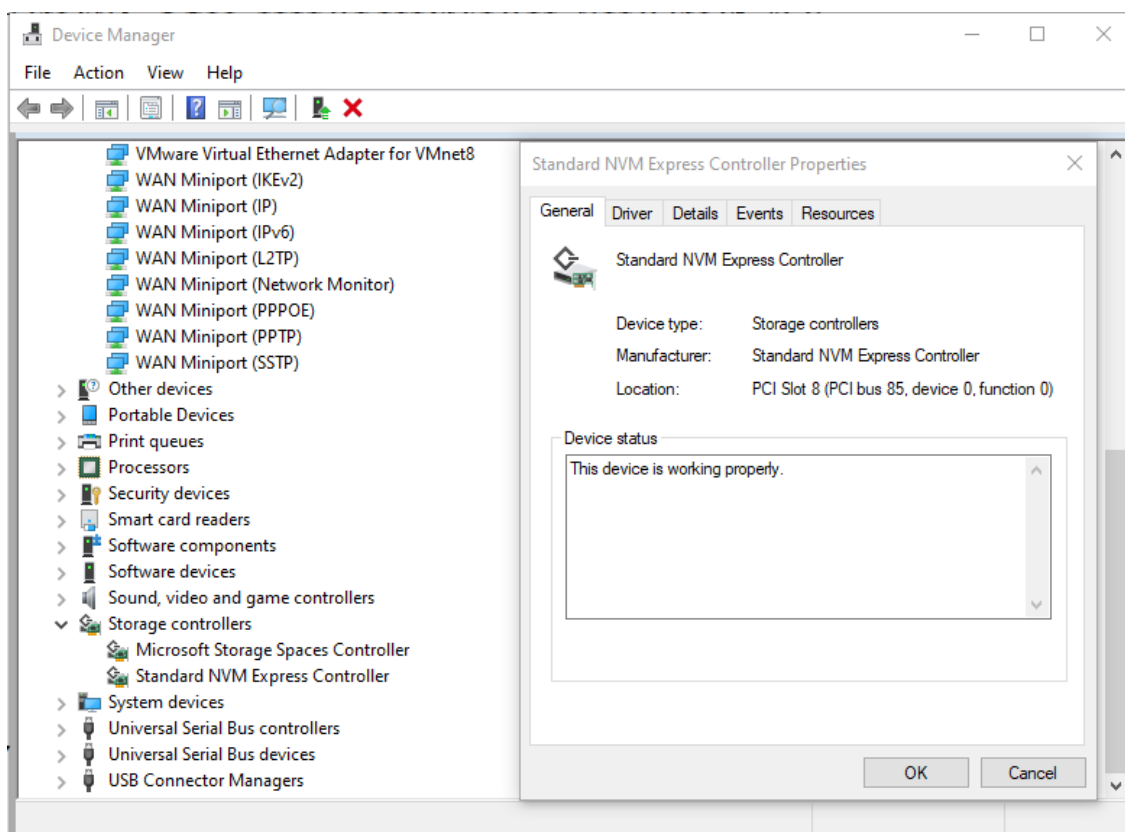 Device Manager
File Action View Help
VMware Virtual Ethernet Adapter for VMnet8
WAN Miniport (IKEv2)
WAN Miniport (IP)
WAN Miniport (IPv6)
WAN Miniport (L2TP)
WAN Miniport (Network Monitor)
WAN Miniport (PPPOE)
WAN Miniport (PPTP)
WAN Miniport (SSTP)
Other devices
Portable Devices
Print queues
Processors
Security devices
Smart card readers
Software components
Software devices
Sound, video and game controllers
Storage controllers
Microsoft Storage Spaces Controller
Standard NVM Express Controller
System devices
Universal Serial Bus controllers
Universal Serial Bus devices
USB Connector Managers
Standard NVM Express Controller Properties
General Driver Details Events Resources
Standard NVM Express Controller
Device type: Storage controllers
Manufacturer: Standard NVM Express Controller
Location: PCI Slot 8 (PCI bus 85, device 0, function 0)
Device status
This device is working properly.
OK Cancel